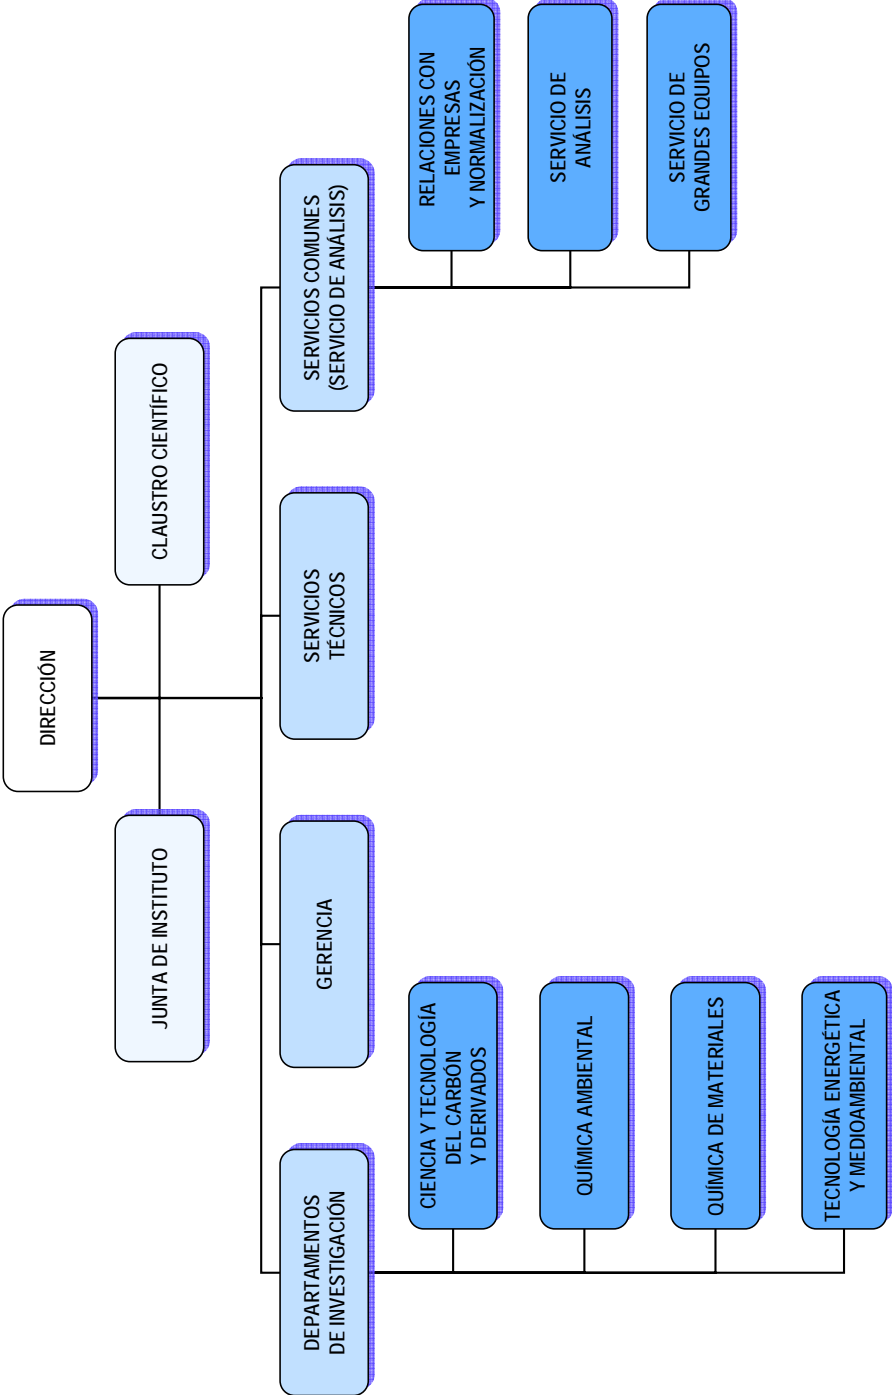 DIRECCIÓN
JUNTA DE INSTITUTO
CLAUSTRO CIENTÍFICO
DEPARTAMENTOS
DE INVESTIGACIÓN
GERENCIA
SERVICIOS
TÉCNICOS
SERVICIOS COMUNES
(SERVICIO DE ANÁLISIS)
CIENCIA Y TECNOLOGÍA
DEL CARBÓN
Y DERIVADOS
QUÍMICA AMBIENTAL
QUÍMICA DE MATERIALES
TECNOLOGÍA ENERGÉTICA
Y MEDIOAMBIENTAL
RELACIONES CON
EMPRESAS
Y NORMALIZACIÓN
SERVICIO DE
ANÁLISIS
SERVICIO DE
GRANDES EQUIPOS